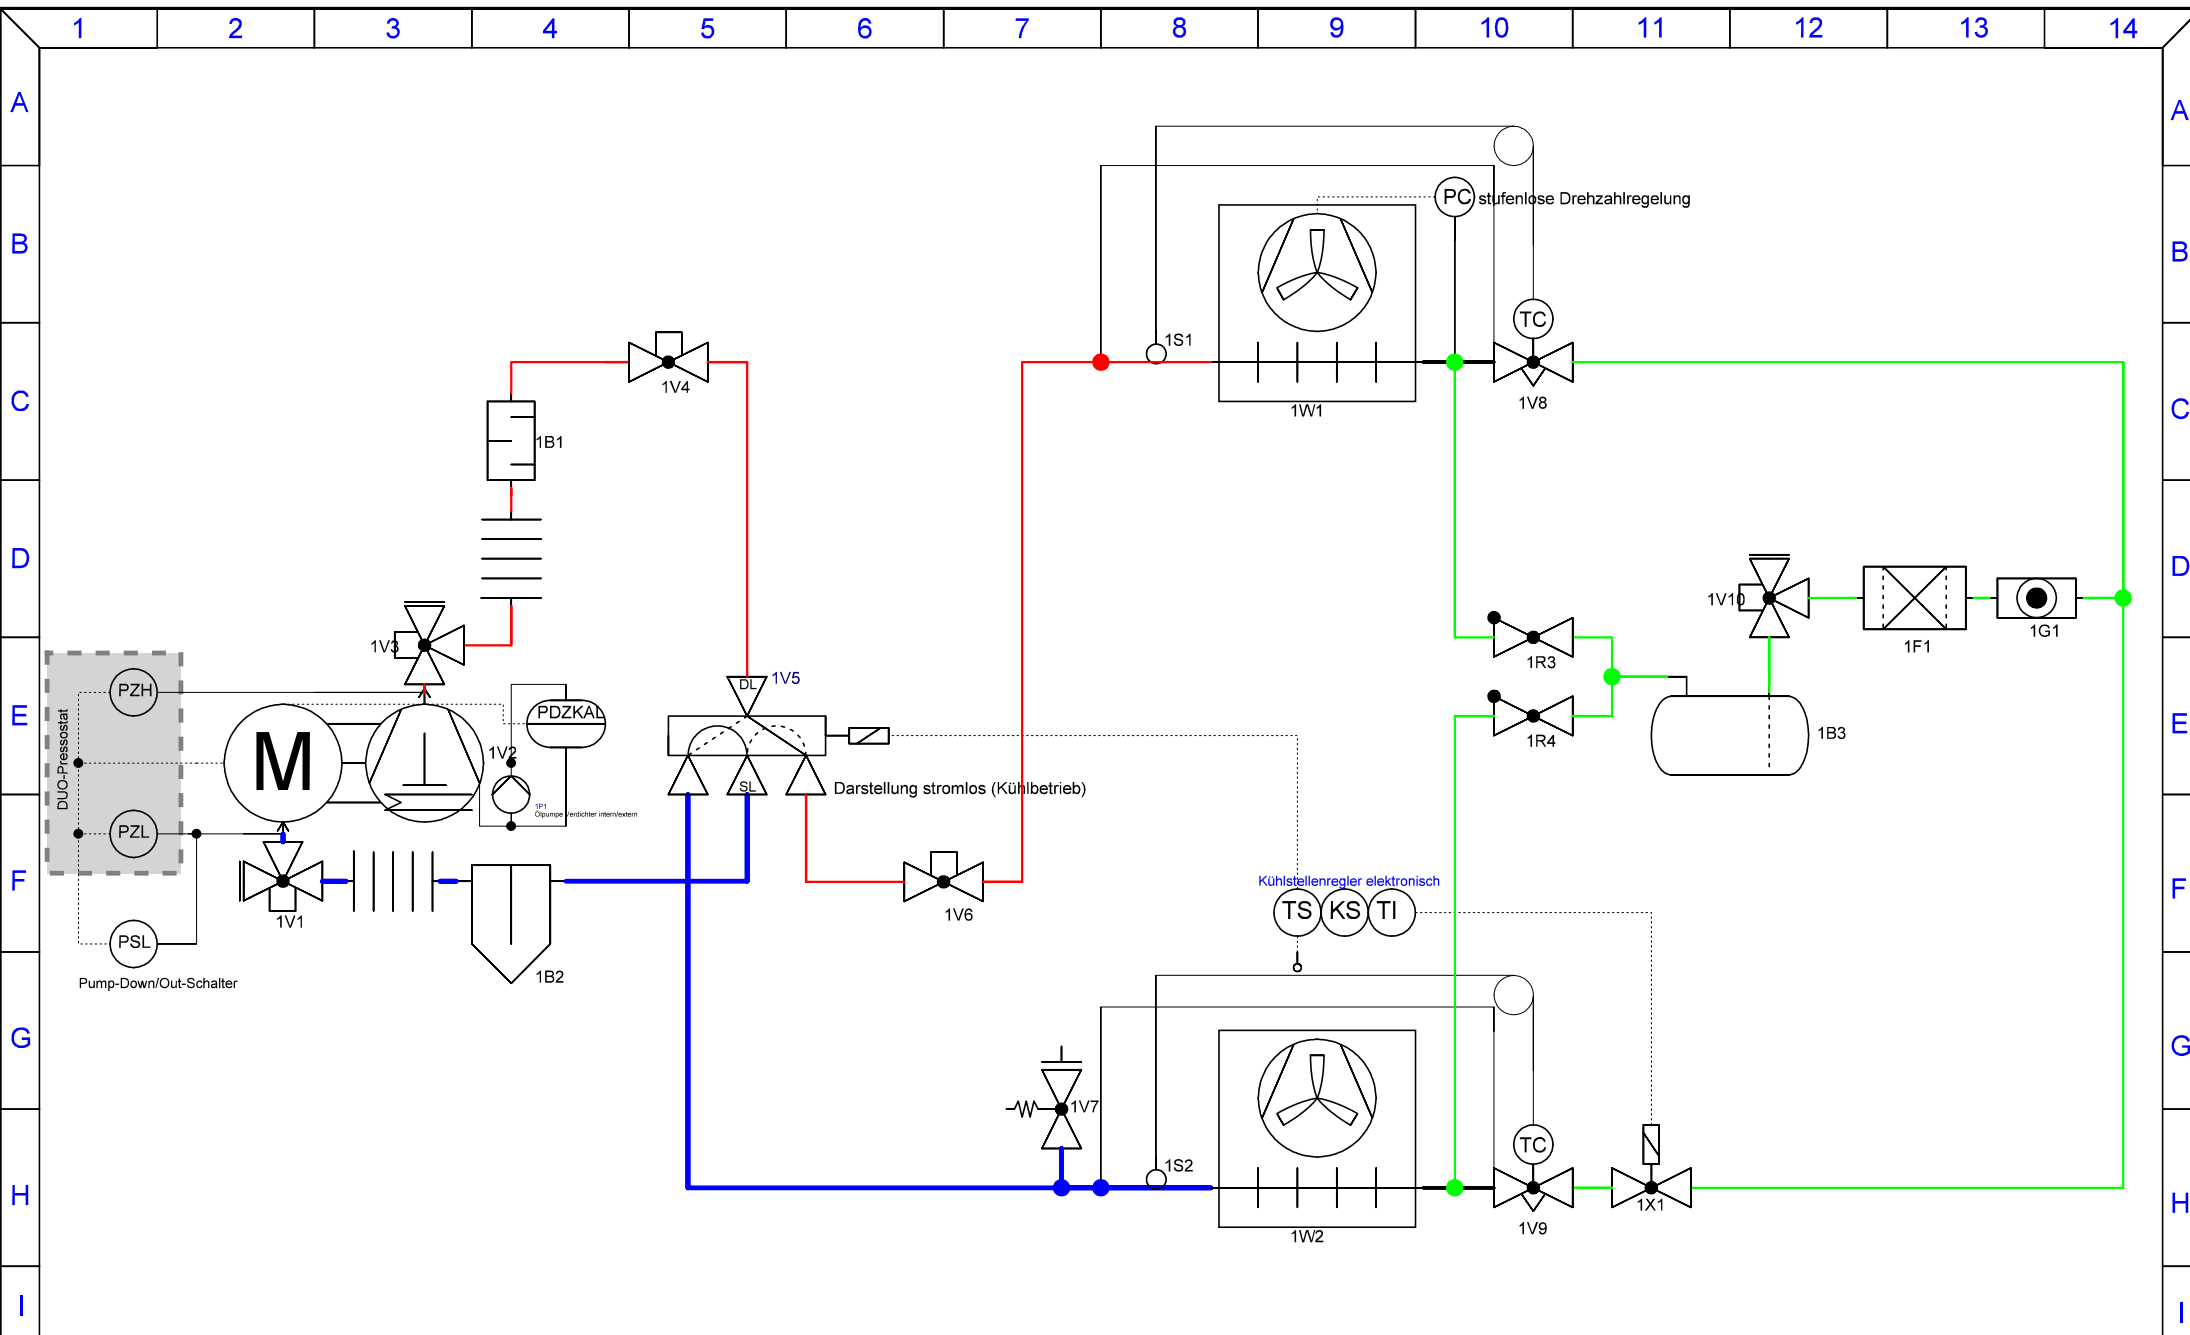 1 2 3 4 5 6 7 8 9 10 11 12 13 14
A A
PC stufenlose Drehzahlregelung
B B
TC
1S1
1V4
1V8
1W1
C C
1B1
D D
1V10
1V3
1R3
1G1
1F1
DUO-Pressostat
PZH
DL 1V5
PDZKAL
E E
M
1V2
1R4
1B3
SL
Darstellung stromlos (Kühlbetrieb)
1P1
Ölpumpe Verdichter intern/extern
PZL
Kühlstellenregler elektronisch
F F
TS KS TI
1V1
1V6
PSL
1B2
Pump-Down/Out-Schalter
G G
1V7
TC
1S2
H H
1X1
1V9
1W2
I I